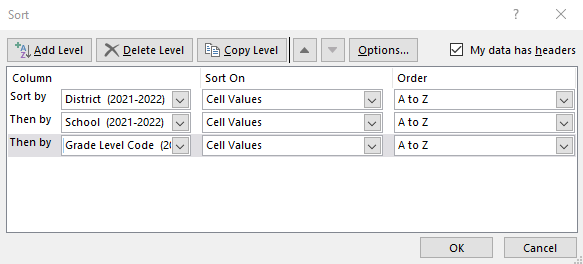 Sort ? ×
Add Level Delete Level Copy Level Options... My data has headers
Column Sort On Order
Sort by District (2021-2022) Cell Values A to Z
Then by School (2021-2022) Cell Values A to Z
Then by Grade Level Code (20 Cell Values A to Z
OK Cancel